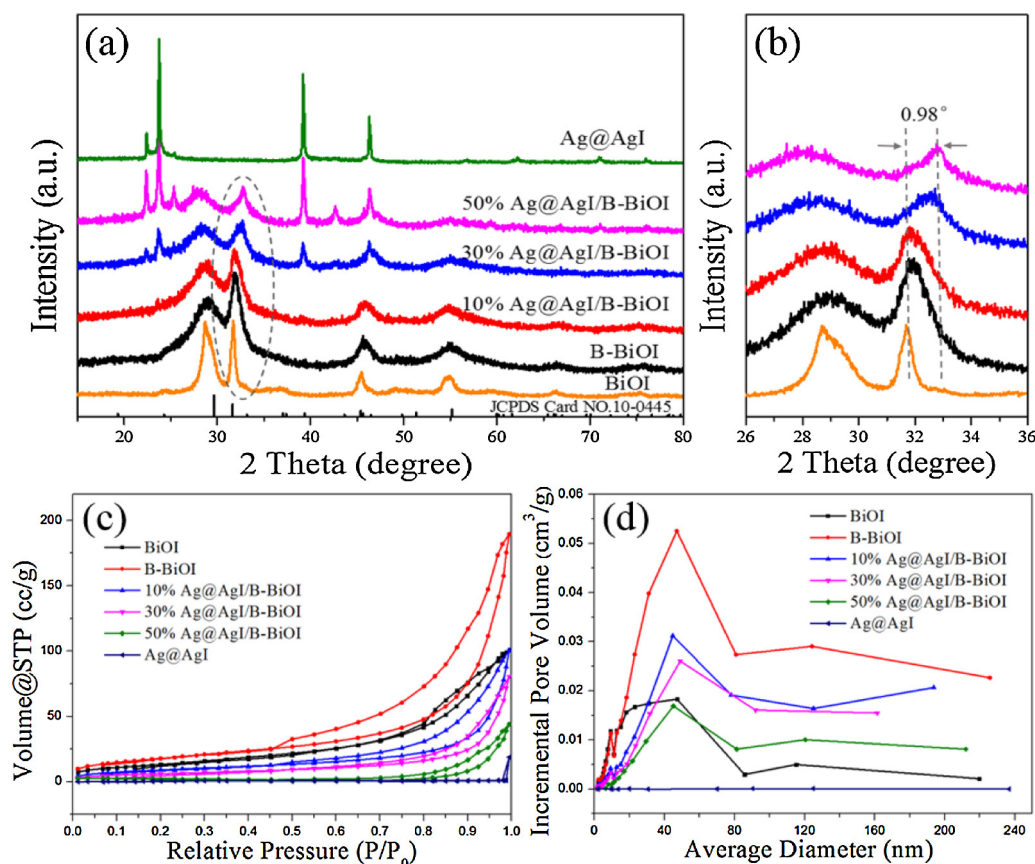 (a)
Ag@AgI
50% Ag@AgI/B-BiOI
30% Ag@AgI/B-BiOI
10% Ag@AgI/B-BiOI
B-BiOI
BiOI
JCPDS Card NO.10-0445
Intensity (a.u.)
20 30 40 50 60 70 80
2 Theta (degree)
(b)
0.98°
Intensity (a.u.)
26 28 30 32 34 36
2 Theta (degree)
(c)
BiOI
B-BiOI
10% Ag@AgI/B-BiOI
30% Ag@AgI/B-BiOI
50% Ag@AgI/B-BiOI
Ag@AgI
Volume@STP (cc/g)
200
150
100
50
0
0.0 0.1 0.2 0.3 0.4 0.5 0.6 0.7 0.8 0.9 1.0
Relative Pressure (P/P₀)
(d)
BiOI
B-BiOI
10% Ag@AgI/B-BiOI
30% Ag@AgI/B-BiOI
50% Ag@AgI/B-BiOI
Ag@AgI
Incremental Pore Volume (cm³/g)
0.06
0.05
0.04
0.03
0.02
0.01
0.00
0 40 80 120 160 200 240
Average Diameter (nm)